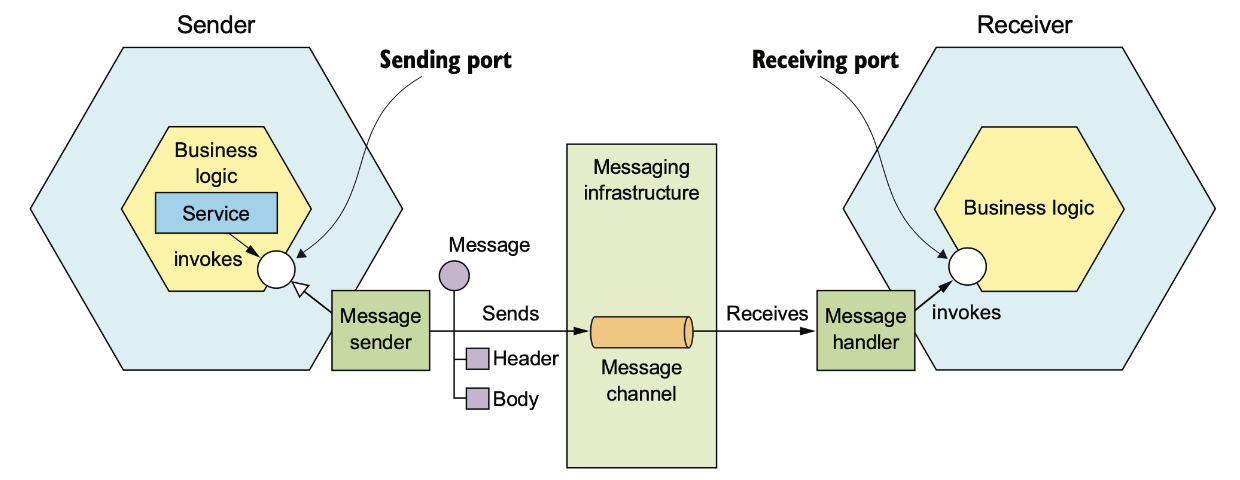 Sender
Receiver
Sending port
Receiving port
Business
logic
Service
invokes
Message
sender
Message
Sends
Header
Body
Messaging
infrastructure
Message
channel
Receives
Message
handler
invokes
Business logic